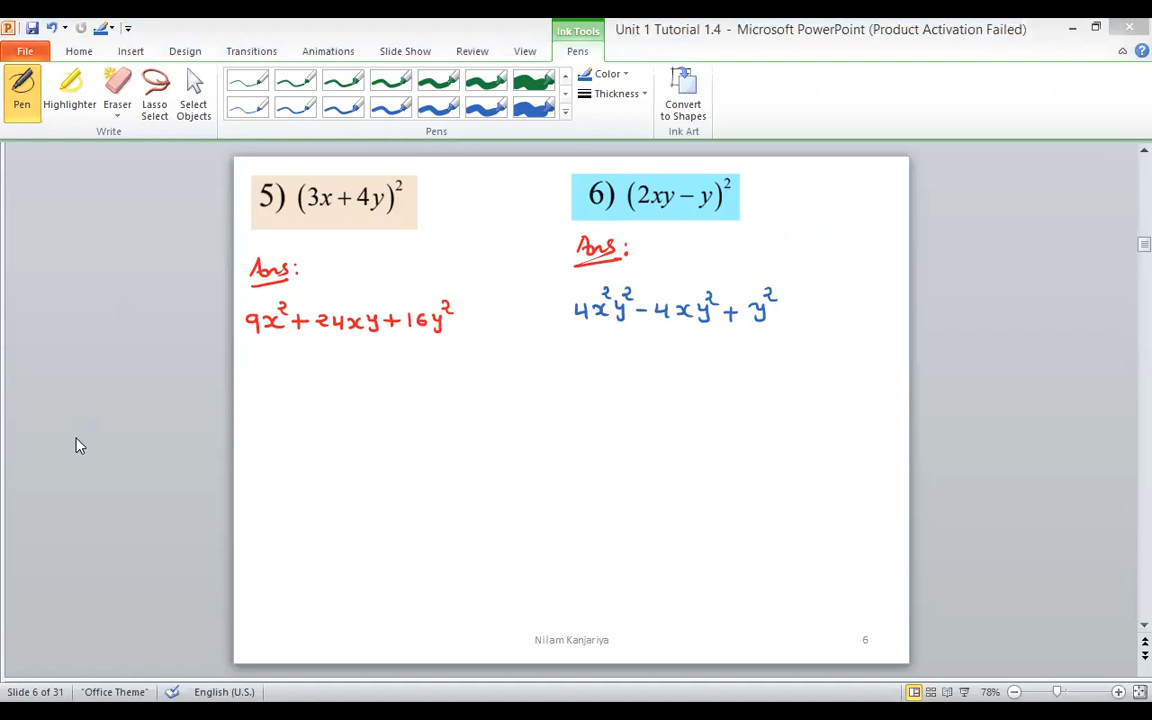 Ink Tools
Unit 1 Tutorial 1.4 - Microsoft PowerPoint (Product Activation Failed)
File Home Insert Design Transitions Animations Slide Show Review View Pens
Pen Highlighter Eraser Lasso Select Select Objects
Color
Thickness
Convert to Shapes
Write Pens Ink Art
5) (3x + 4y)²
6) (2xy − y)²
Ans:
Ans:
9x² + 24xy + 16y²
4x²y² - 4xy² + y²
Nilam Kanjariya
6
Slide 6 of 31 "Office Theme" English (U.S.) 78%